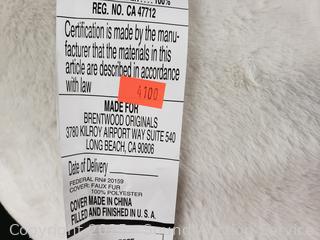 100%
REG. NO. CA 47712
Certification is made by the manu-
facturer that the materials in this
article are described in accordance
with law
4100
MADE FOR
BRENTWOOD ORIGINALS
3780 KILROY AIRPORT WAY SUITE 540
LONG BEACH, CA 90806
Date of Delivery
FEDERAL RN# 20159
COVER: FAUX FUR
100% POLYESTER
COVER MADE IN CHINA
FILLED AND FINISHED IN U.S.A.